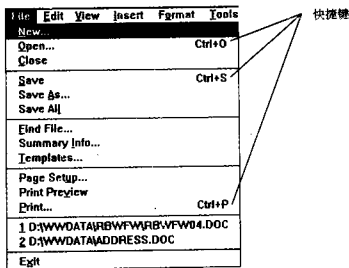 File Edit View Insert Format Tools
快捷键
New...
Open... Ctrl+O
Close
Save Ctrl+S
Save As...
Save All
Find File...
Summary Info...
Templates...
Page Setup...
Print Preview
Print... Ctrl+P
1 D:\WWDATA\RBWFW\RBWFW04.DOC
2 D:\WWDATA\ADDRESS.DOC
Exit